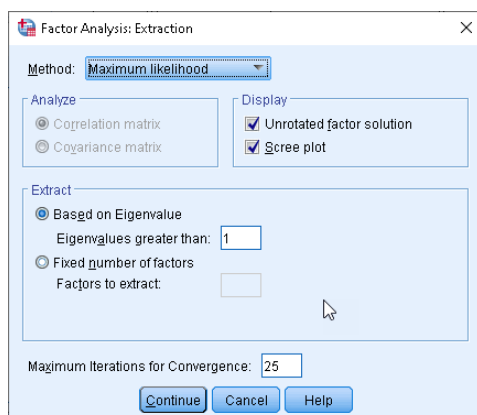 Factor Analysis: Extraction
Method: Maximum likelihood
Analyze
Correlation matrix
Covariance matrix
Display
Unrotated factor solution
Scree plot
Extract
Based on Eigenvalue
Eigenvalues greater than: 1
Fixed number of factors
Factors to extract:
Maximum Iterations for Convergence: 25
Continue Cancel Help